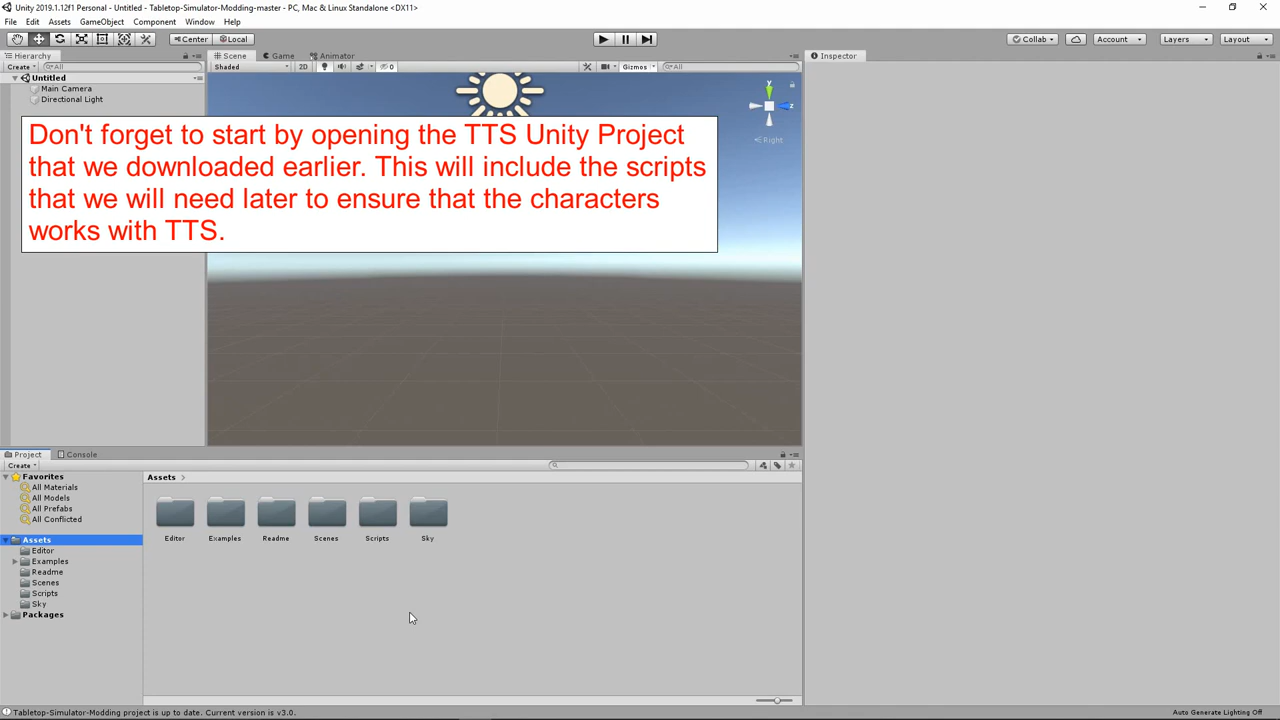 Unity 2019.1.12f1 Personal - Untitled - Tabletop-Simulator-Modding-master - PC, Mac & Linux Standalone <DX11>
File Edit Assets GameObject Component Window Help
Center Local Collab Account Layers Layout
Hierarchy Scene Game Animator Inspector
Create All Shaded 2D 0 Gizmos All
Untitled
Main Camera
Directional Light
y
z
Right
Don't forget to start by opening the TTS Unity Project
that we downloaded earlier. This will include the scripts
that we will need later to ensure that the characters
works with TTS.
Project Console
Create
Favorites
All Materials
All Models
All Prefabs
All Conflicted
Assets
Editor
Examples
Readme
Scenes
Scripts
Sky
Packages
Assets
Editor Examples Readme Scenes Scripts Sky
Tabletop-Simulator-Modding project is up to date. Current version is v3.0.
Auto Generate Lighting Off